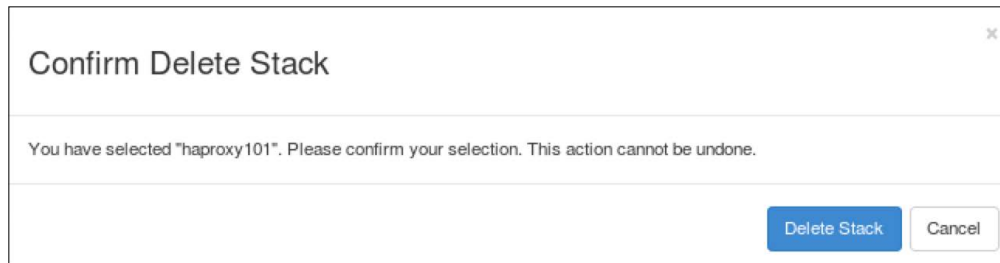 ×
Confirm Delete Stack
You have selected "haproxy101". Please confirm your selection. This action cannot be undone.
Delete Stack Cancel